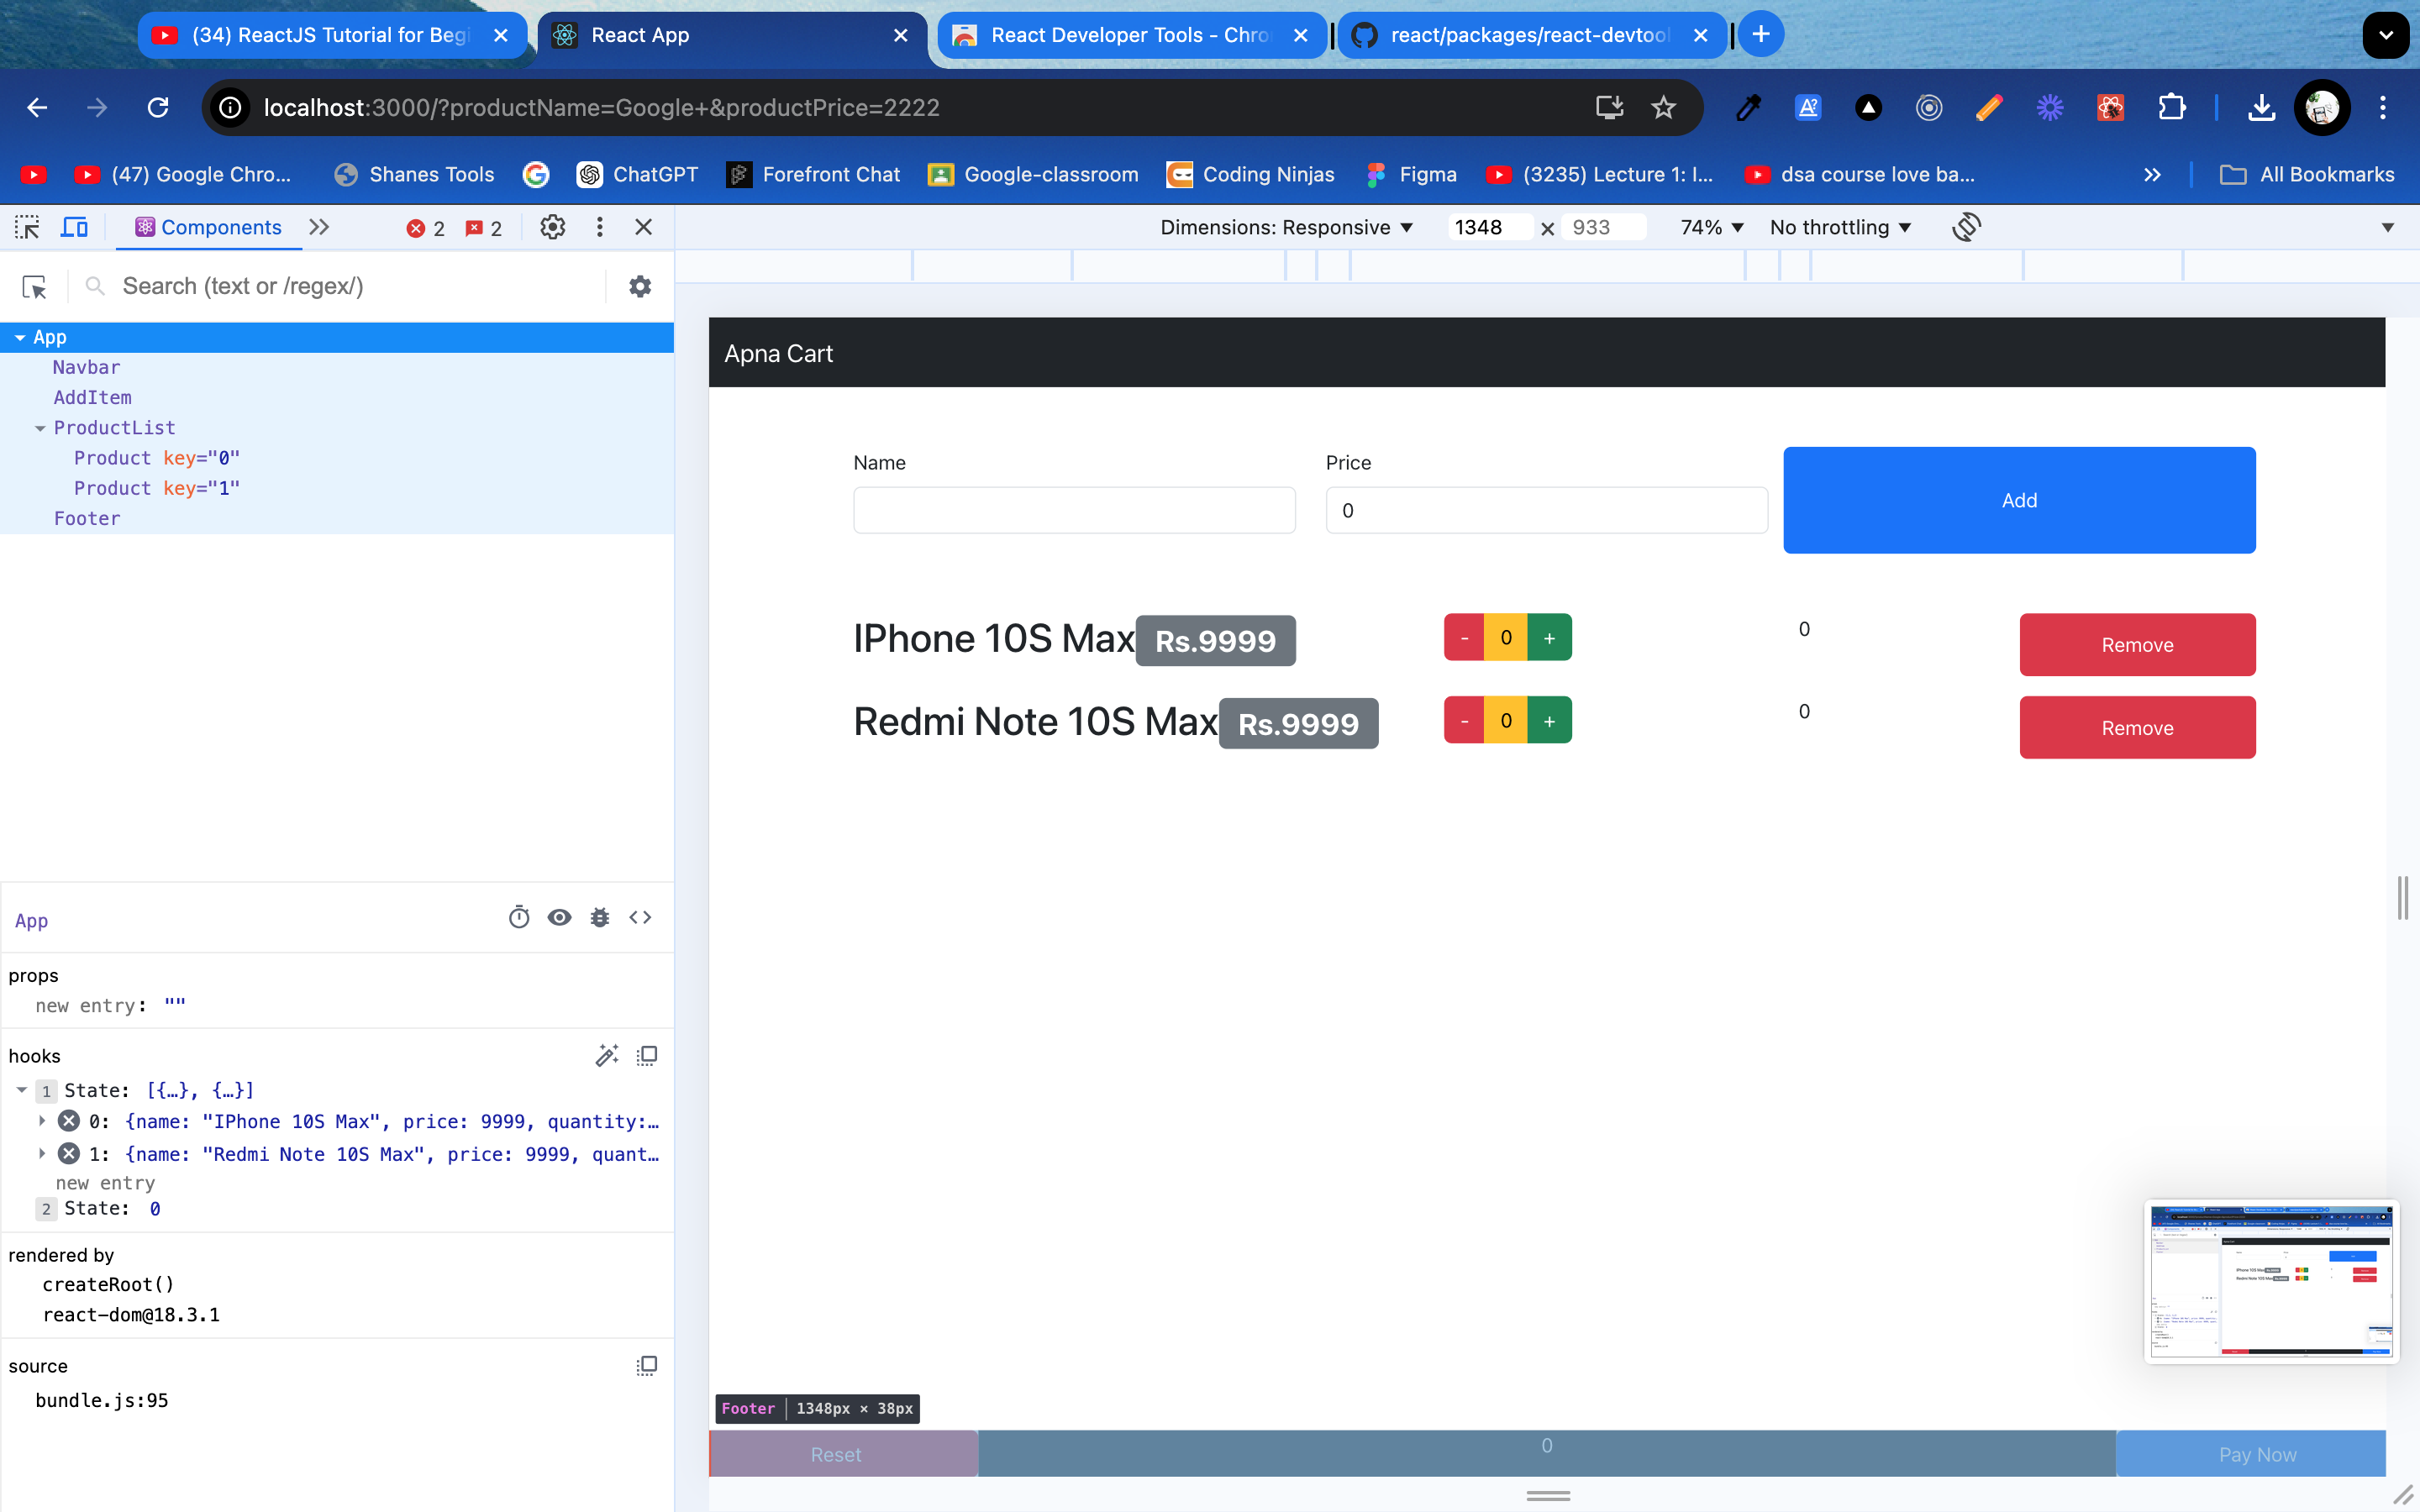 (34) ReactJS Tutorial for Begi
React App
React Developer Tools - Chro
react/packages/react-devtool
localhost:3000/?productName=Google+&productPrice=2222
(47) Google Chro...
Shanes Tools
ChatGPT
Forefront Chat
Google-classroom
Coding Ninjas
Figma
(3235) Lecture 1: I...
dsa course love ba...
All Bookmarks
Components
2
2
Dimensions: Responsive
1348 × 933
74%
No throttling
Search (text or /regex/)
App
Navbar
AddItem
ProductList
Product key="0"
Product key="1"
Footer
App
props
new entry: ""
hooks
1 State: [{…}, {…}]
0: {name: "IPhone 10S Max", price: 9999, quantity:…
1: {name: "Redmi Note 10S Max", price: 9999, quant…
new entry
2 State: 0
rendered by
createRoot()
react-dom@18.3.1
source
bundle.js:95
Apna Cart
Name
Price
0
Add
IPhone 10S Max Rs.9999 - 0 + 0 Remove
Redmi Note 10S Max Rs.9999 - 0 + 0 Remove
Footer | 1348px × 38px
Reset 0 Pay Now